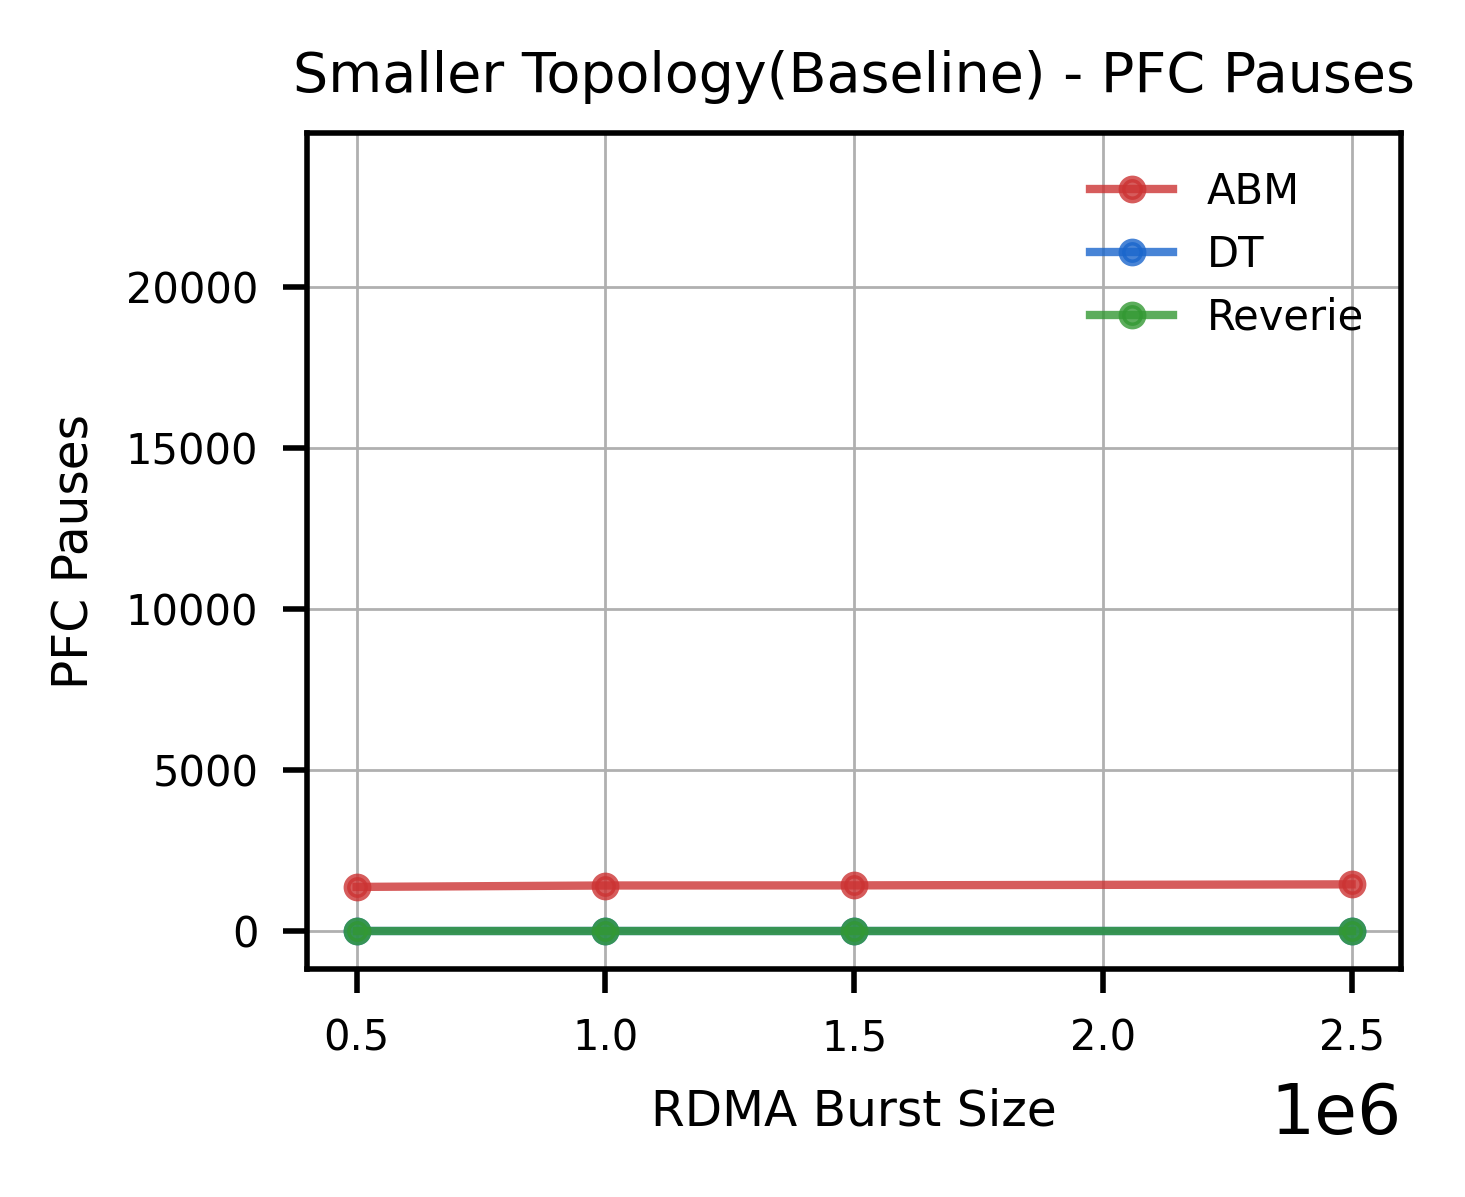 Smaller Topology(Baseline) - PFC Pauses
ABM
DT
Reverie
PFC Pauses
20000
15000
10000
5000
0
0.5 1.0 1.5 2.0 2.5
RDMA Burst Size 1e6